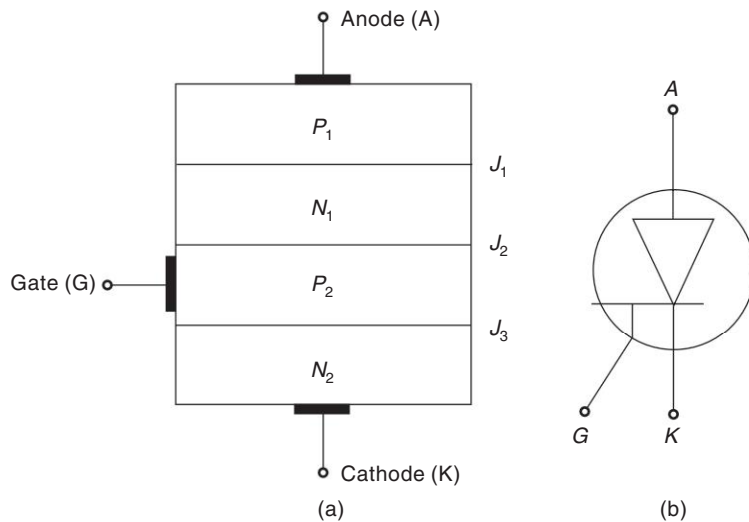 Anode (A)
P1
J1
N1
J2
Gate (G)
P2
J3
N2
Cathode (K)
(a)
A
G
K
(b)